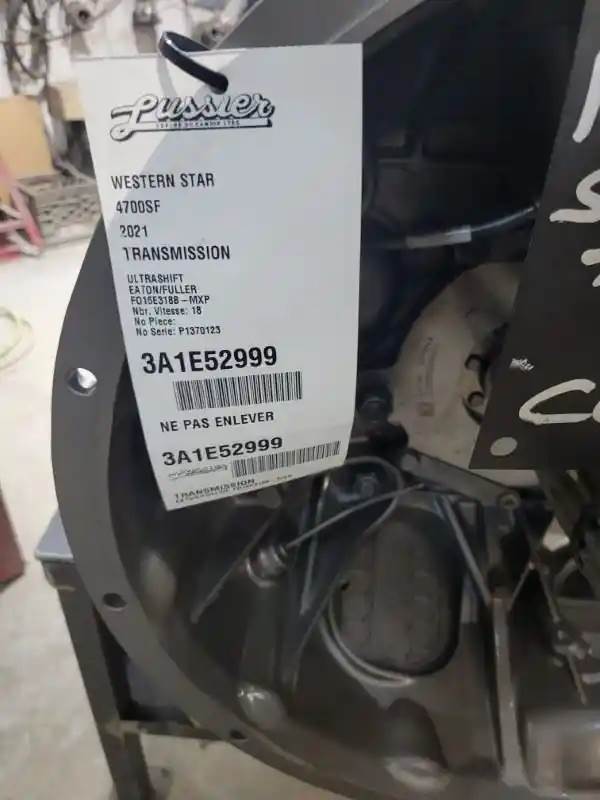 Lussier
WESTERN STAR
4700SF
2021
TRANSMISSION
ULTRASHIFT
EATON/FULLER
FO16E318B-MXP
Nbr. Vitesse: 18
No Piece:
No Serie: P1370123
3A1E52999
NE PAS ENLEVER
3A1E52999
TRANSMISSION